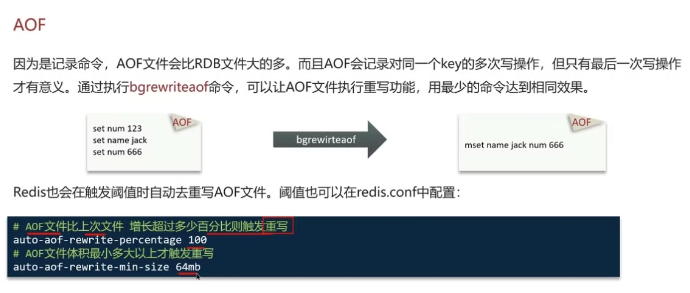 AOF
因为是记录命令，AOF文件会比RDB文件大的多。而且AOF会记录对同一个key的多次写操作，但只有最后一次写操作
才有意义。通过执行bgrewriteaof命令，可以让AOF文件执行重写功能，用最少的命令达到相同效果。
AOF
set num 123
set name jack
set num 666
bgrewirteaof
AOF
mset name jack num 666
Redis也会在触发阈值时自动去重写AOF文件。阈值也可以在redis.conf中配置：
# AOF文件比上次文件 增长超过多少百分比则触发重写
auto-aof-rewrite-percentage 100
# AOF文件体积最小多大以上才触发重写
auto-aof-rewrite-min-size 64mb